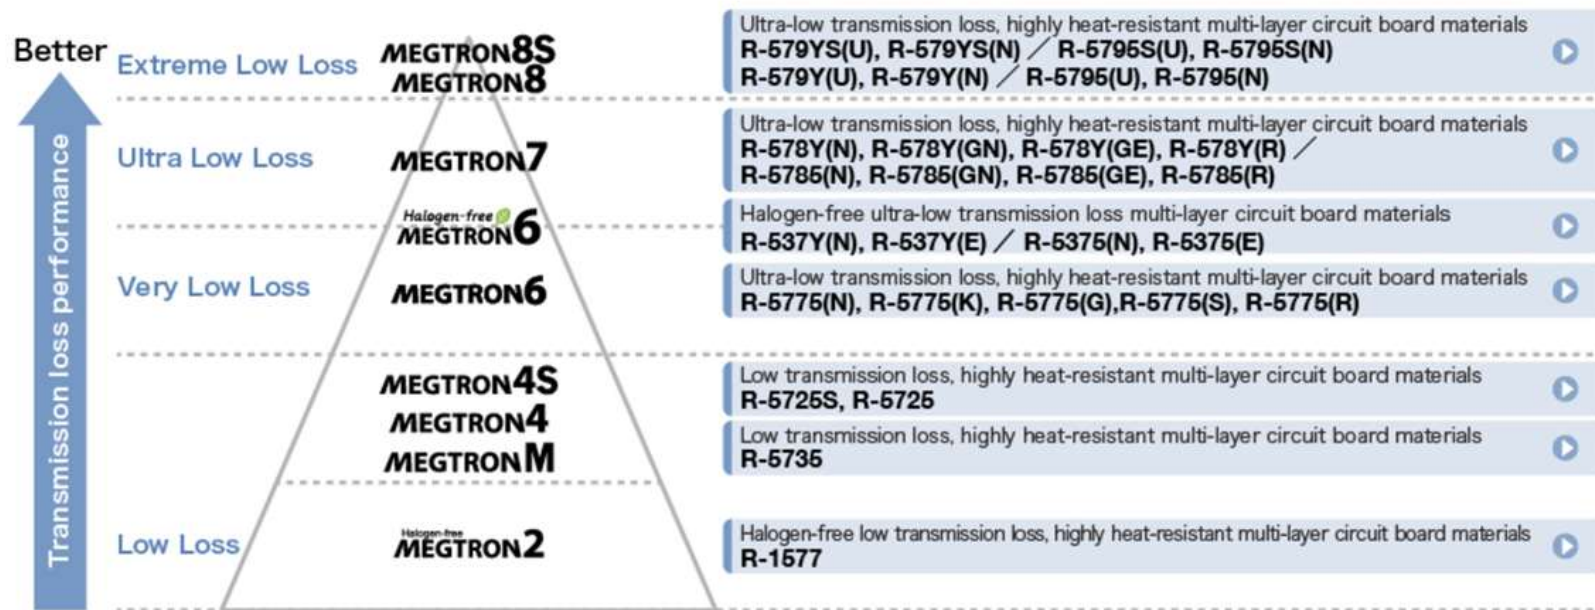 Better
Transmission loss performance
Extreme Low Loss
MEGTRON8S
MEGTRON8
Ultra-low transmission loss, highly heat-resistant multi-layer circuit board materials
R-579YS(U), R-579YS(N) ／ R-5795S(U), R-5795S(N)
R-579Y(U), R-579Y(N) ／ R-5795(U), R-5795(N)
Ultra Low Loss
MEGTRON7
Ultra-low transmission loss, highly heat-resistant multi-layer circuit board materials
R-578Y(N), R-578Y(GN), R-578Y(GE), R-578Y(R) ／
R-5785(N), R-5785(GN), R-5785(GE), R-5785(R)
Halogen-free
MEGTRON6
Halogen-free ultra-low transmission loss multi-layer circuit board materials
R-537Y(N), R-537Y(E) ／ R-5375(N), R-5375(E)
Very Low Loss
MEGTRON6
Ultra-low transmission loss, highly heat-resistant multi-layer circuit board materials
R-5775(N), R-5775(K), R-5775(G),R-5775(S), R-5775(R)
MEGTRON4S
MEGTRON4
Low transmission loss, highly heat-resistant multi-layer circuit board materials
R-5725S, R-5725
MEGTRONM
Low transmission loss, highly heat-resistant multi-layer circuit board materials
R-5735
Low Loss
Halogen-free
MEGTRON2
Halogen-free low transmission loss, highly heat-resistant multi-layer circuit board materials
R-1577